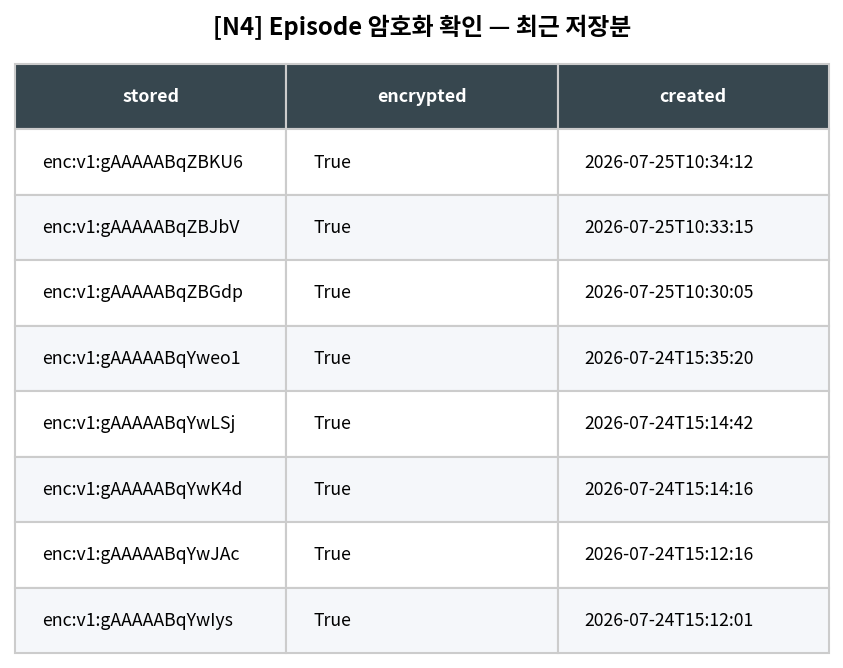 [N4] Episode 암호화 확인 — 최근 저장분
stored encrypted created
enc:v1:gAAAAABqZBKU6 True 2026-07-25T10:34:12
enc:v1:gAAAAABqZBJbV True 2026-07-25T10:33:15
enc:v1:gAAAAABqZBGdp True 2026-07-25T10:30:05
enc:v1:gAAAAABqYweo1 True 2026-07-24T15:35:20
enc:v1:gAAAAABqYwLSj True 2026-07-24T15:14:42
enc:v1:gAAAAABqYwK4d True 2026-07-24T15:14:16
enc:v1:gAAAAABqYwJAc True 2026-07-24T15:12:16
enc:v1:gAAAAABqYwIys True 2026-07-24T15:12:01